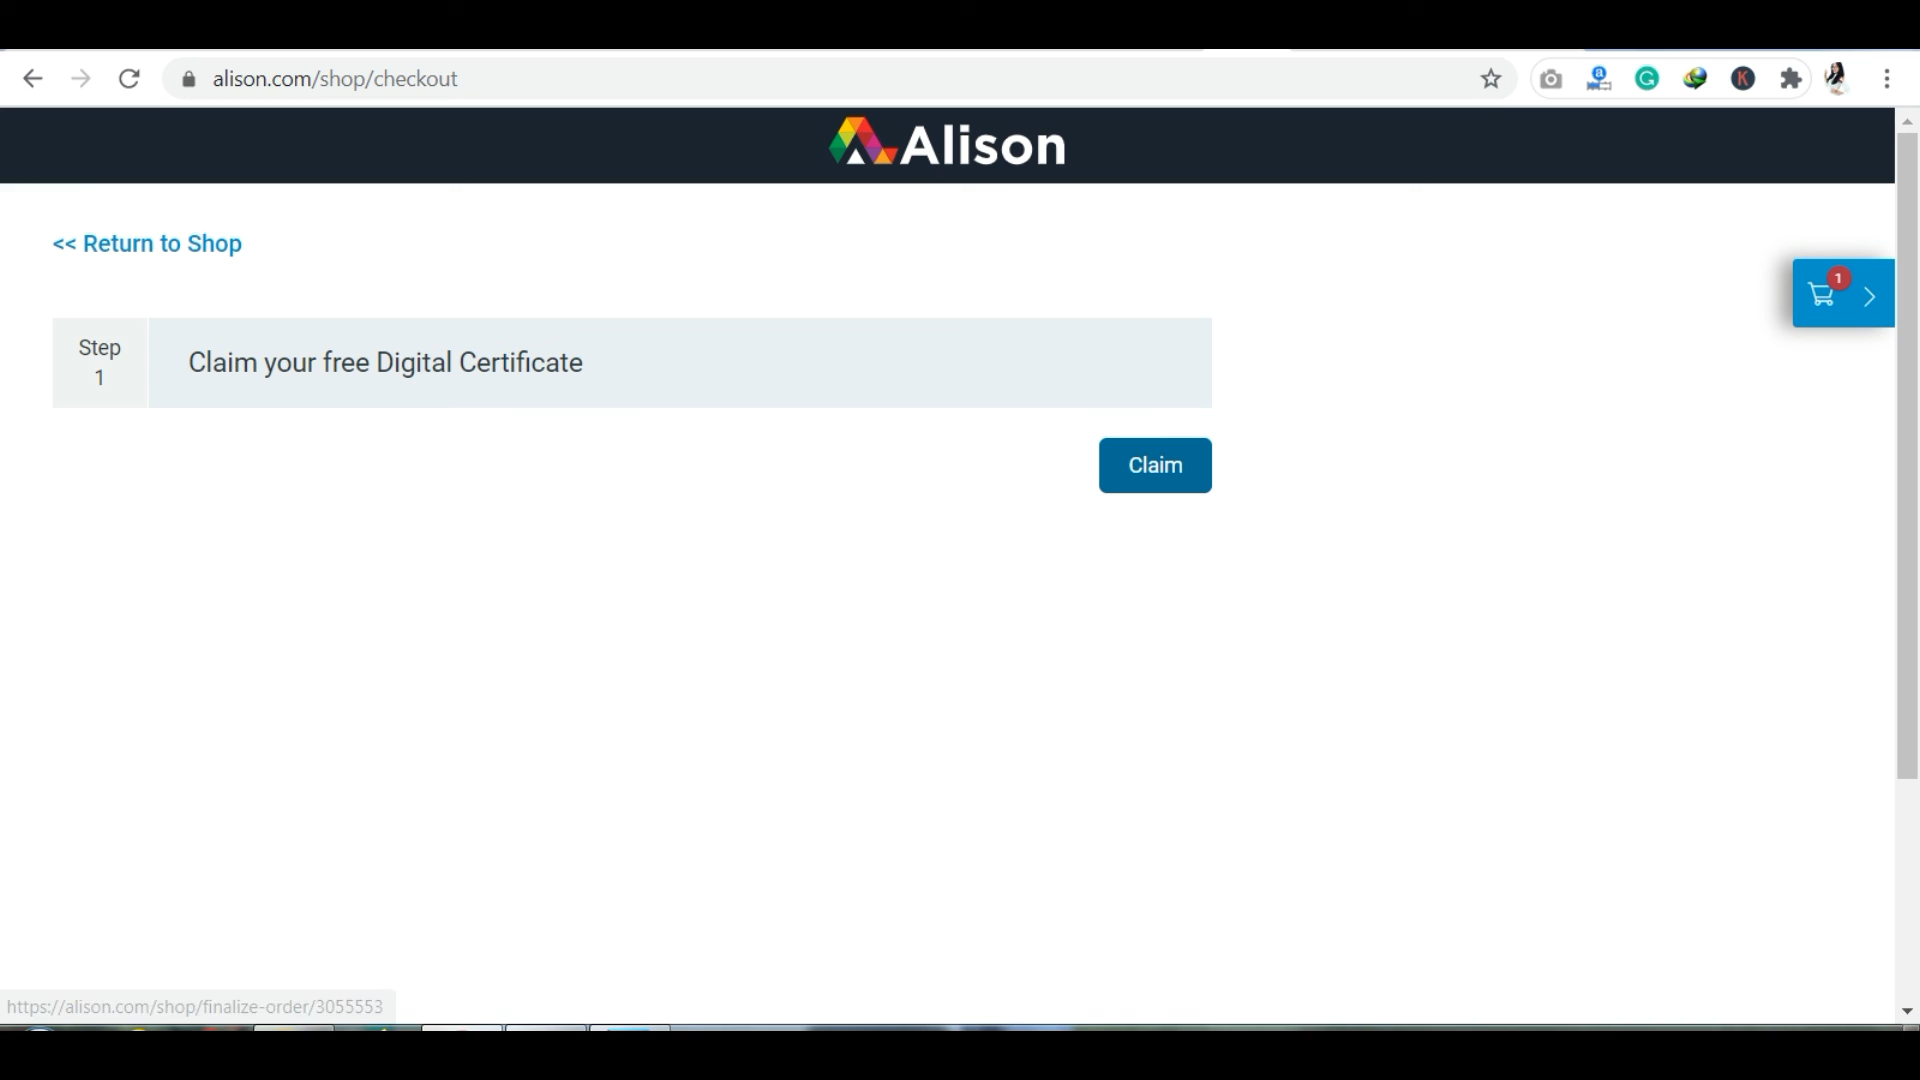 alison.com/shop/checkout
Alison
<< Return to Shop
1
Step
1
Claim your free Digital Certificate
Claim
https://alison.com/shop/finalize-order/3055553